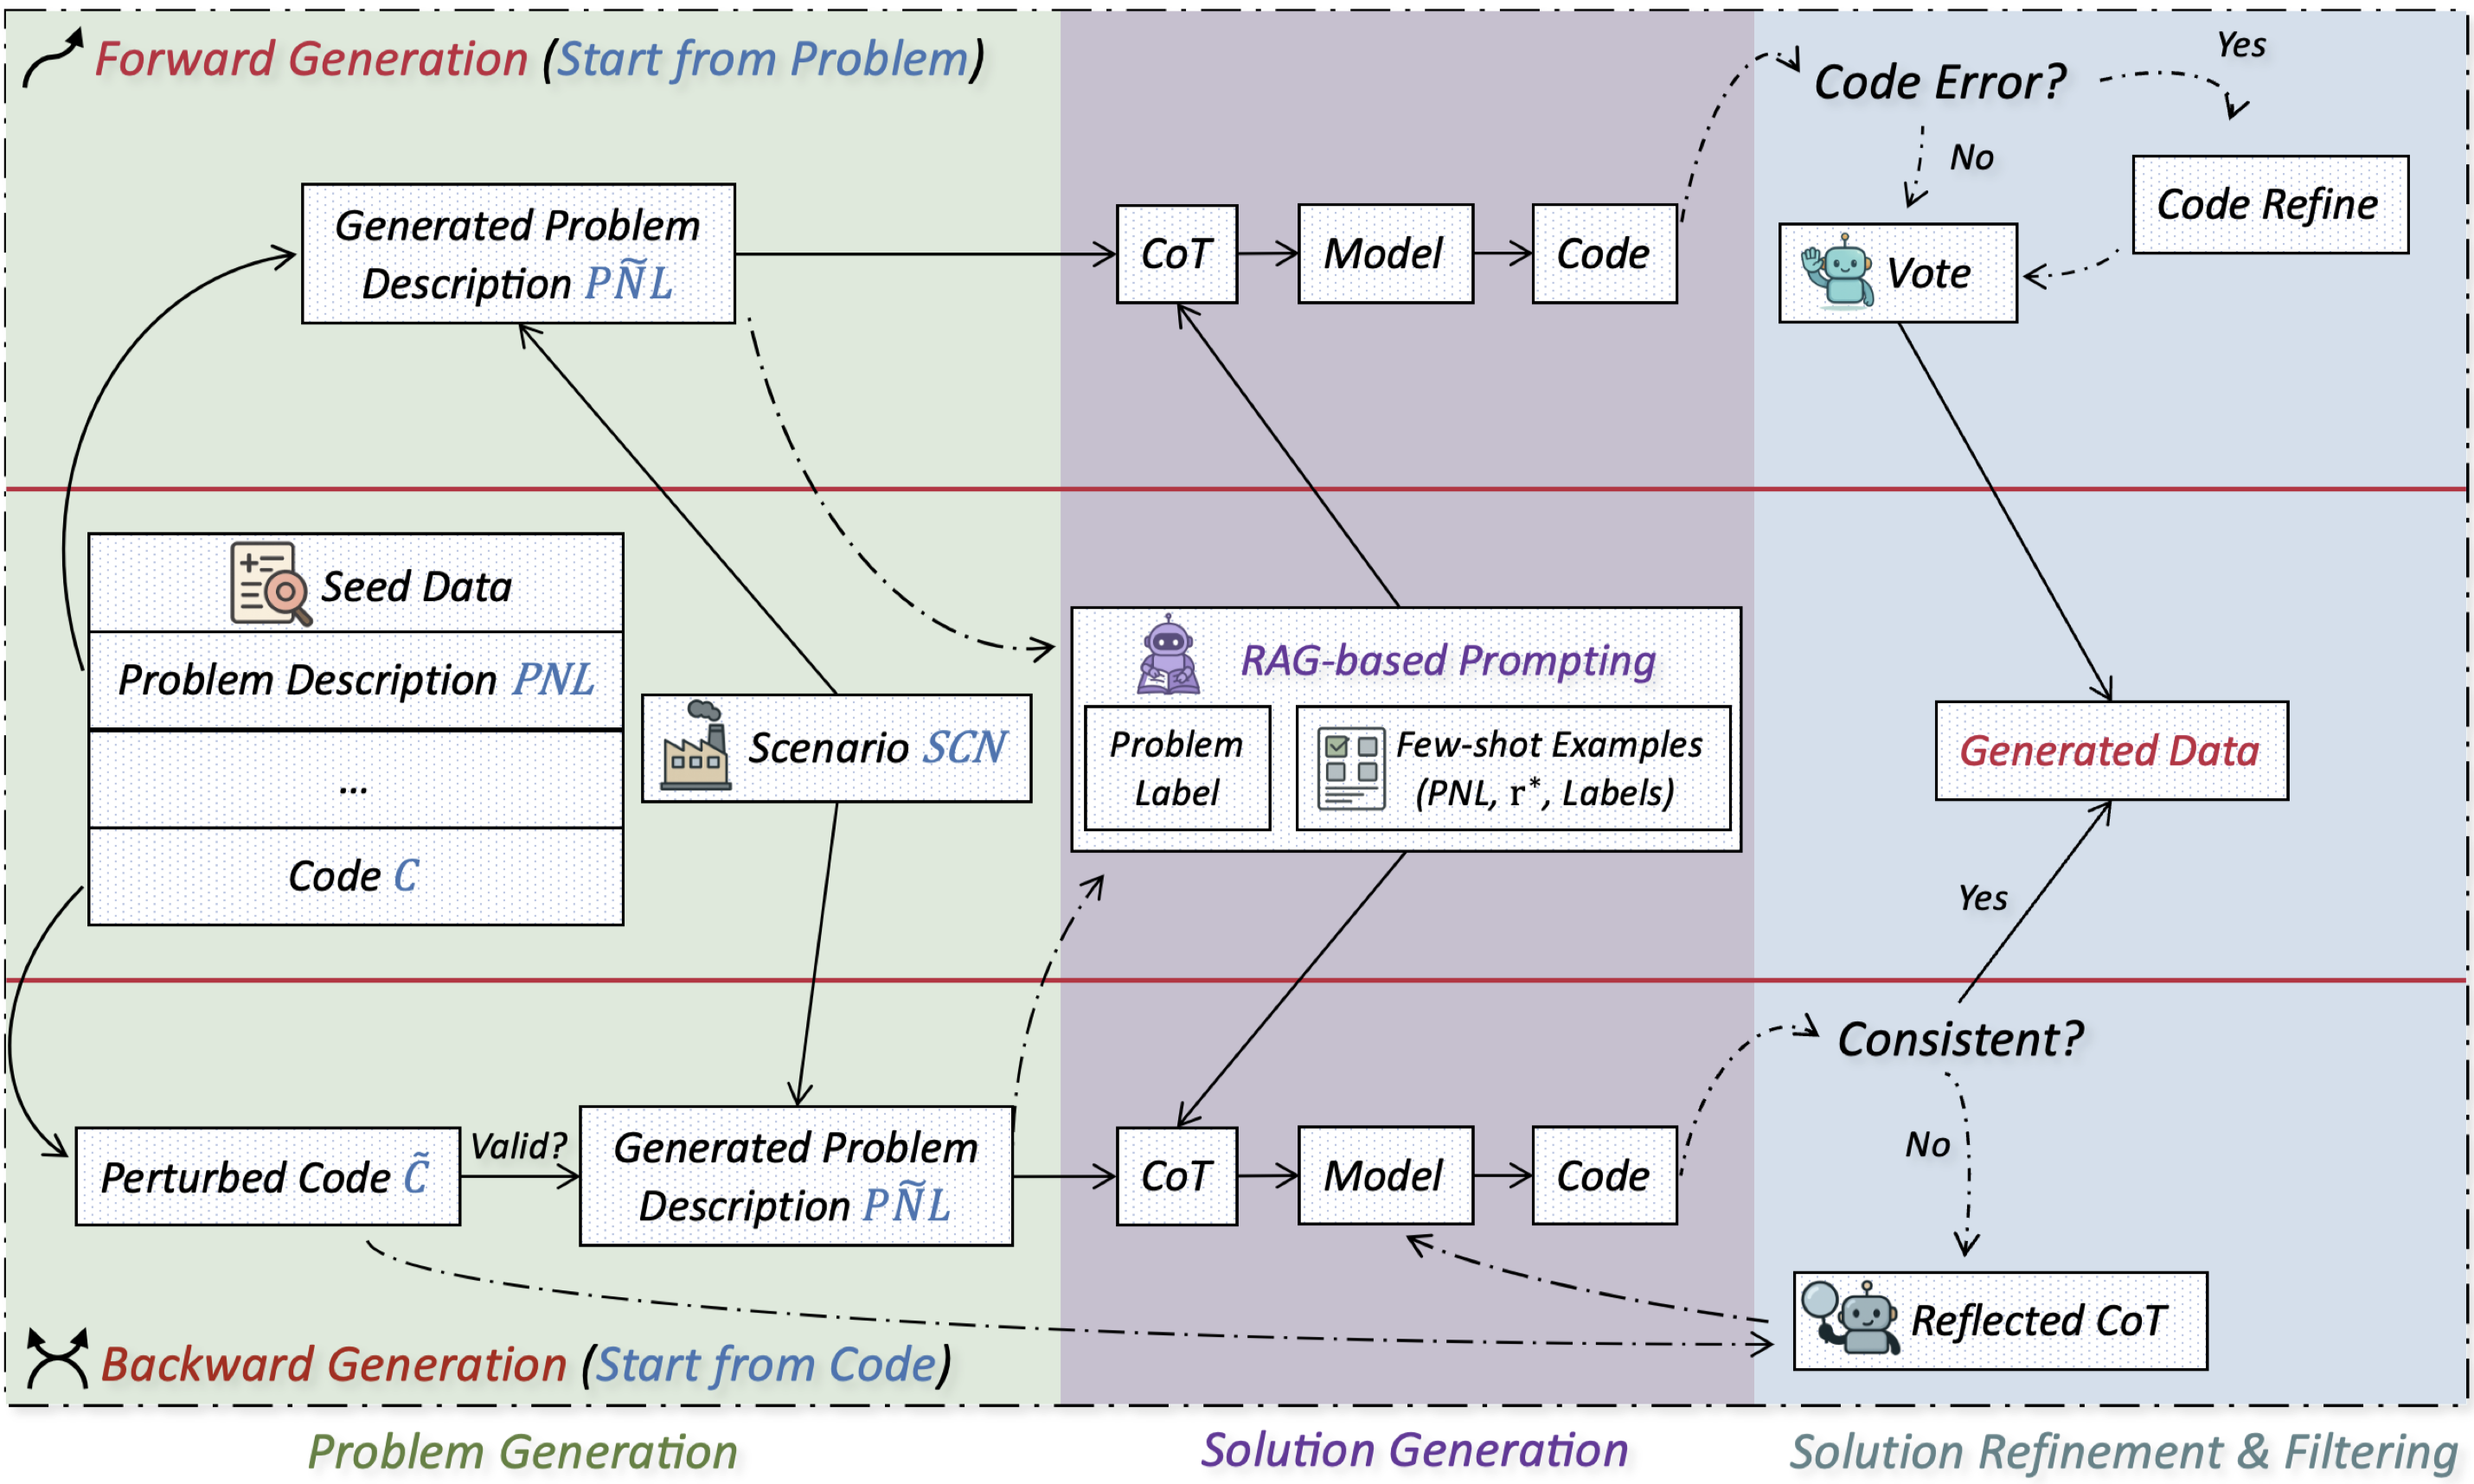 Forward Generation (Start from Problem)
Code Error?
Yes
No
Generated Problem
Description PÑL
CoT
Model
Code
Vote
Code Refine
Seed Data
Problem Description PNL
...
Code C
Scenario SCN
RAG-based Prompting
Problem
Label
Few-shot Examples
(PNL, r*, Labels)
Generated Data
Yes
Consistent?
No
Perturbed Code C̃
Valid?
Generated Problem
Description PÑL
CoT
Model
Code
Reflected CoT
Backward Generation (Start from Code)
Problem Generation
Solution Generation
Solution Refinement & Filtering